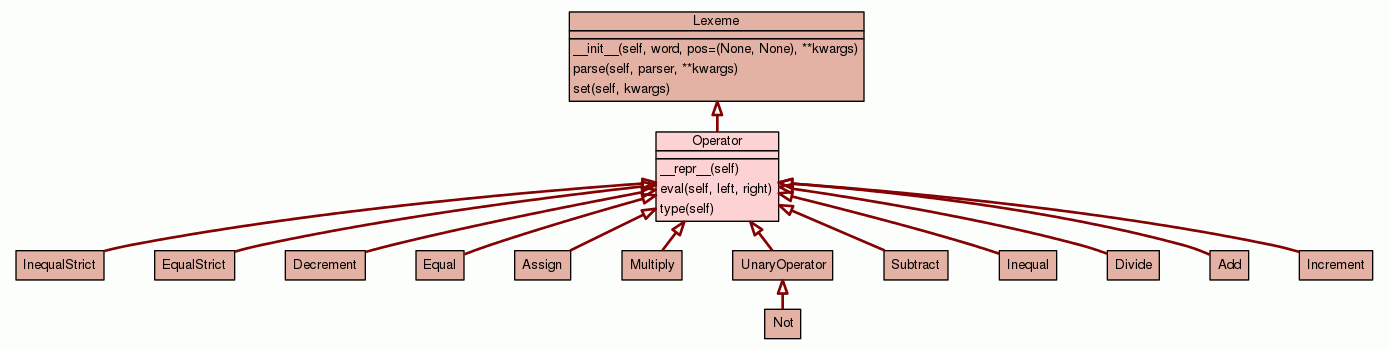 Lexeme
__init__(self, word, pos=(None, None), **kwargs)
parse(self, parser, **kwargs)
set(self, kwargs)
Operator
__repr__(self)
eval(self, left, right)
type(self)
InequalStrict
EqualStrict
Decrement
Equal
Assign
Multiply
UnaryOperator
Subtract
Inequal
Divide
Add
Increment
Not